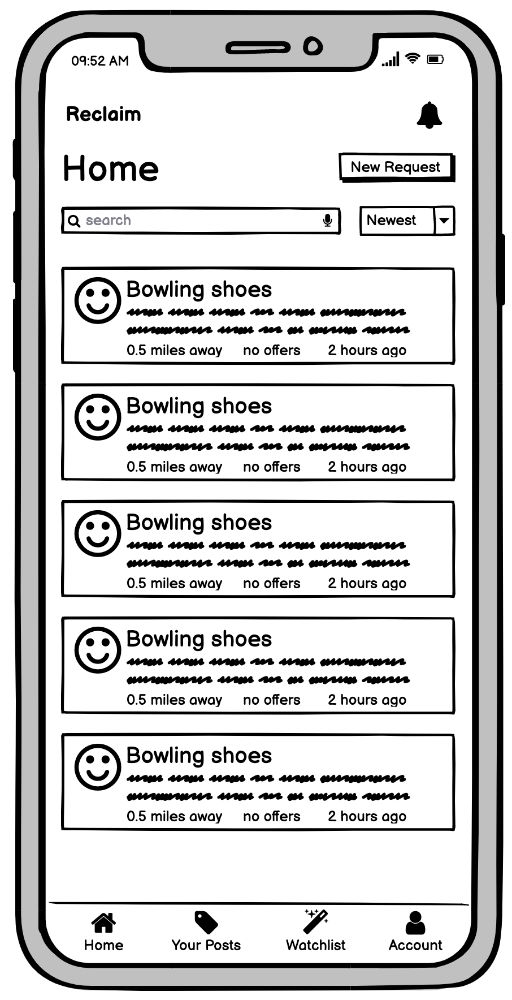 09:52 AM
Reclaim
Home
New Request
search
Newest
Bowling shoes
0.5 miles away no offers 2 hours ago
Bowling shoes
0.5 miles away no offers 2 hours ago
Bowling shoes
0.5 miles away no offers 2 hours ago
Bowling shoes
0.5 miles away no offers 2 hours ago
Bowling shoes
0.5 miles away no offers 2 hours ago
Home Your Posts Watchlist Account